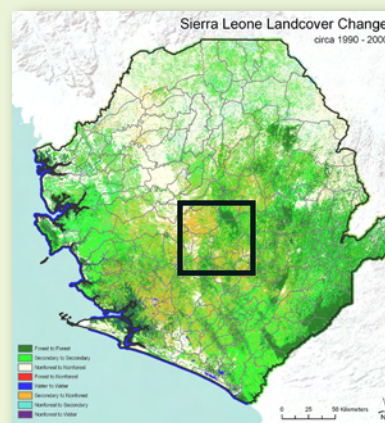 Sierra Leone Landcover Change
circa 1990 - 2000
Forest to Forest
Secondary to Secondary
Nonforest to Nonforest
Forest to Nonforest
Water to Water
Secondary to Nonforest
Nonforest to Secondary
Nonforest to Water
0 25 50 Kilometers
N